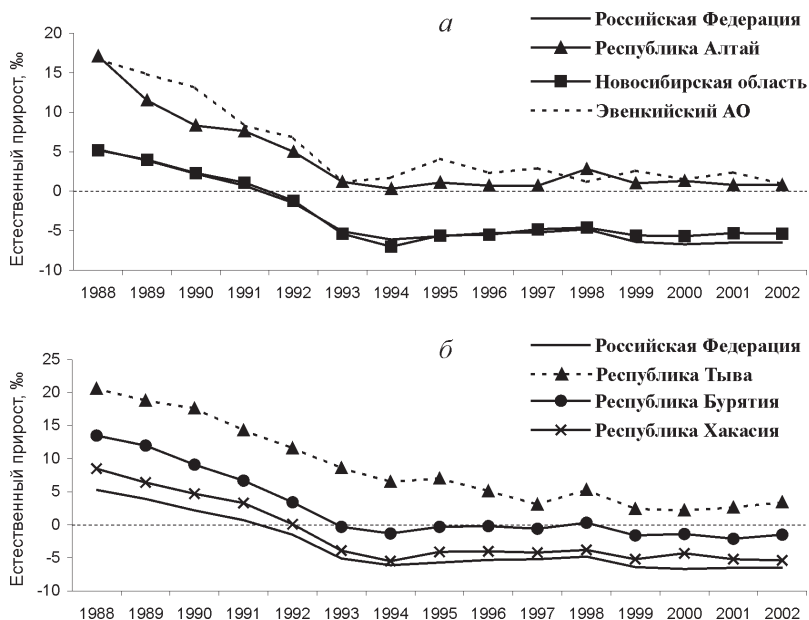 а
Российская Федерация
Республика Алтай
Новосибирская область
Эвенкийский АО
Естественный прирост, ‰
20
15
10
5
0
-5
-10
1988 1989 1990 1991 1992 1993 1994 1995 1996 1997 1998 1999 2000 2001 2002
б
Российская Федерация
Республика Тыва
Республика Бурятия
Республика Хакасия
Естественный прирост, ‰
25
20
15
10
5
0
-5
-10
1988 1989 1990 1991 1992 1993 1994 1995 1996 1997 1998 1999 2000 2001 2002